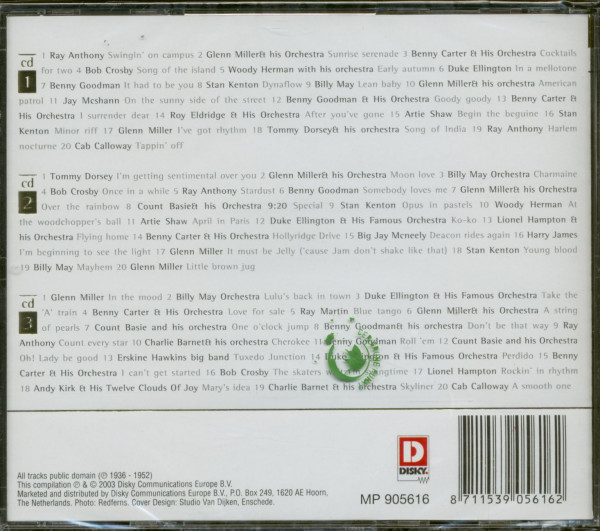 cd 1
1 Ray Anthony Swingin' on campus 2 Glenn Miller& his Orchestra Sunrise serenade 3 Benny Carter & His Orchestra Cocktails
for two 4 Bob Crosby Song of the island 5 Woody Herman with his orchestra Early autumn 6 Duke Ellington In a mellotone
7 Benny Goodman It had to be you 8 Stan Kenton Dynaflow 9 Billy May Lean baby 10 Glenn Miller& his orchestra American
patrol 11 Jay Mcshann On the sunny side of the street 12 Benny Goodman & His Orchestra Goody goody 13 Benny Carter &
His Orchestra I surrender dear 14 Roy Eldridge & His Orchestra After you've gone 15 Artie Shaw Begin the beguine 16 Stan
Kenton Minor riff 17 Glenn Miller I've got rhythm 18 Tommy Dorsey& his orchestra Song of India 19 Ray Anthony Harlem
nocturne 20 Cab Calloway Tappin' off
cd 2
1 Tommy Dorsey I'm getting sentimental over you 2 Glenn Miller& his Orchestra Moon love 3 Billy May Orchestra Charmaine
4 Bob Crosby Once in a while 5 Ray Anthony Stardust 6 Benny Goodman Somebody loves me 7 Glenn Miller& his Orchestra
Over the rainbow 8 Count Basie& his Orchestra 9:20 Special 9 Stan Kenton Opus in pastels 10 Woody Herman At
the woodchopper's ball 11 Artie Shaw April in Paris 12 Duke Ellington & His Famous Orchestra Ko-ko 13 Lionel Hampton &
his Orchestra Flying home 14 Benny Carter & His Orchestra Hollyridge Drive 15 Big Jay Mcneely Deacon rides again 16 Harry James
I'm beginning to see the light 17 Glenn Miller It must be Jelly ('cause Jam don't shake like that) 18 Stan Kenton Young blood
19 Billy May Mayhem 20 Glenn Miller Little brown jug
cd 3
1 Glenn Miller In the mood 2 Billy May Orchestra Lulu's back in town 3 Duke Ellington & His Famous Orchestra Take the
'A' train 4 Benny Carter & His Orchestra Love for sale 5 Ray Martin Blue tango 6 Glenn Miller& his Orchestra A string
of pearls 7 Count Basie and his Orchestra One o'clock jump 8 Benny Goodman& his Orchestra Don't be that way 9 Ray
Anthony Count every star 10 Charlie Barnet& his orchestra Cherokee 11 Benny Goodman Roll 'em 12 Count Basie and his Orchestra
Oh! Lady be good 13 Erskine Hawkins big band Tuxedo Junction 14 Duke Ellington & His Famous Orchestra Perdido 15 Benny
Carter & His Orchestra I can't get started 16 Bob Crosby The skaters 17 Lionel Hampton Rockin' in rhythm
18 Andy Kirk & His Twelve Clouds Of Joy Mary's idea 19 Charlie Barnet & his Orchestra Skyliner 20 Cab Calloway A smooth one
All tracks public domain (℗ 1936 - 1952)
This compilation ℗ & © 2003 Disky Communications Europe B.V.
Marketed and distributed by Disky Communications Europe B.V., P.O. Box 249, 1620 AE Hoorn,
The Netherlands. Photo: Redferns. Cover Design: Studio Van Dijken, Enschede.
DISKY
MP 905616
8 711539 056162